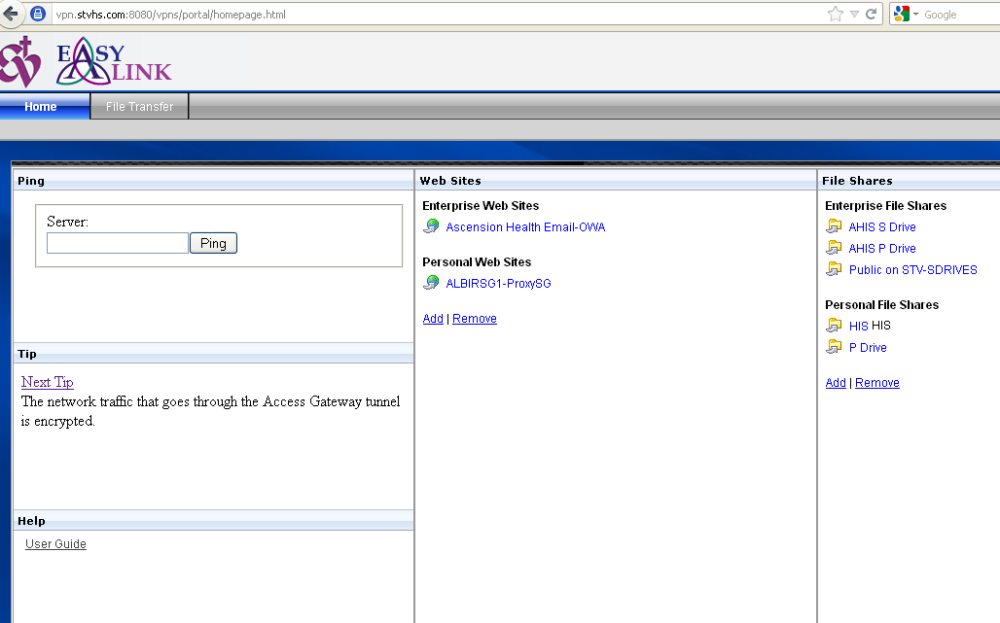 vpn.stvhs.com:8080/vpns/portal/homepage.html
Google
EASY
LINK
Home
File Transfer
Ping
Server:
Ping
Tip
Next Tip
The network traffic that goes through the Access Gateway tunnel
is encrypted.
Help
User Guide
Web Sites
Enterprise Web Sites
Ascension Health Email-OWA
Personal Web Sites
ALBIRSG1-ProxySG
Add | Remove
File Shares
Enterprise File Shares
AHIS S Drive
AHIS P Drive
Public on STV-SDRIVES
Personal File Shares
HIS HIS
P Drive
Add | Remove